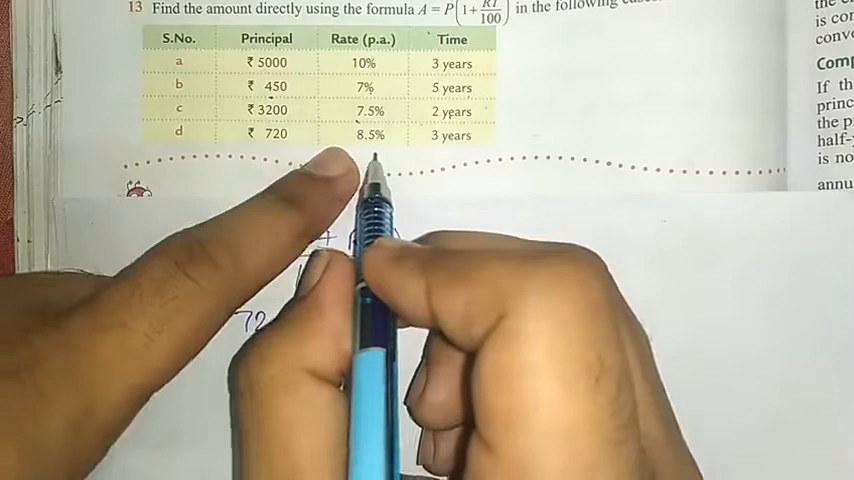 13 Find the amount directly using the formula A = P(1 + RT/100) in the following
S.No. Principal Rate (p.a.) Time
a ₹ 5000 10% 3 years
b ₹ 450 7% 5 years
c ₹ 3200 7.5% 2 years
d ₹ 720 8.5% 3 years
is
conv
Comp
If th
princ
the p
half-
is no
annu
72